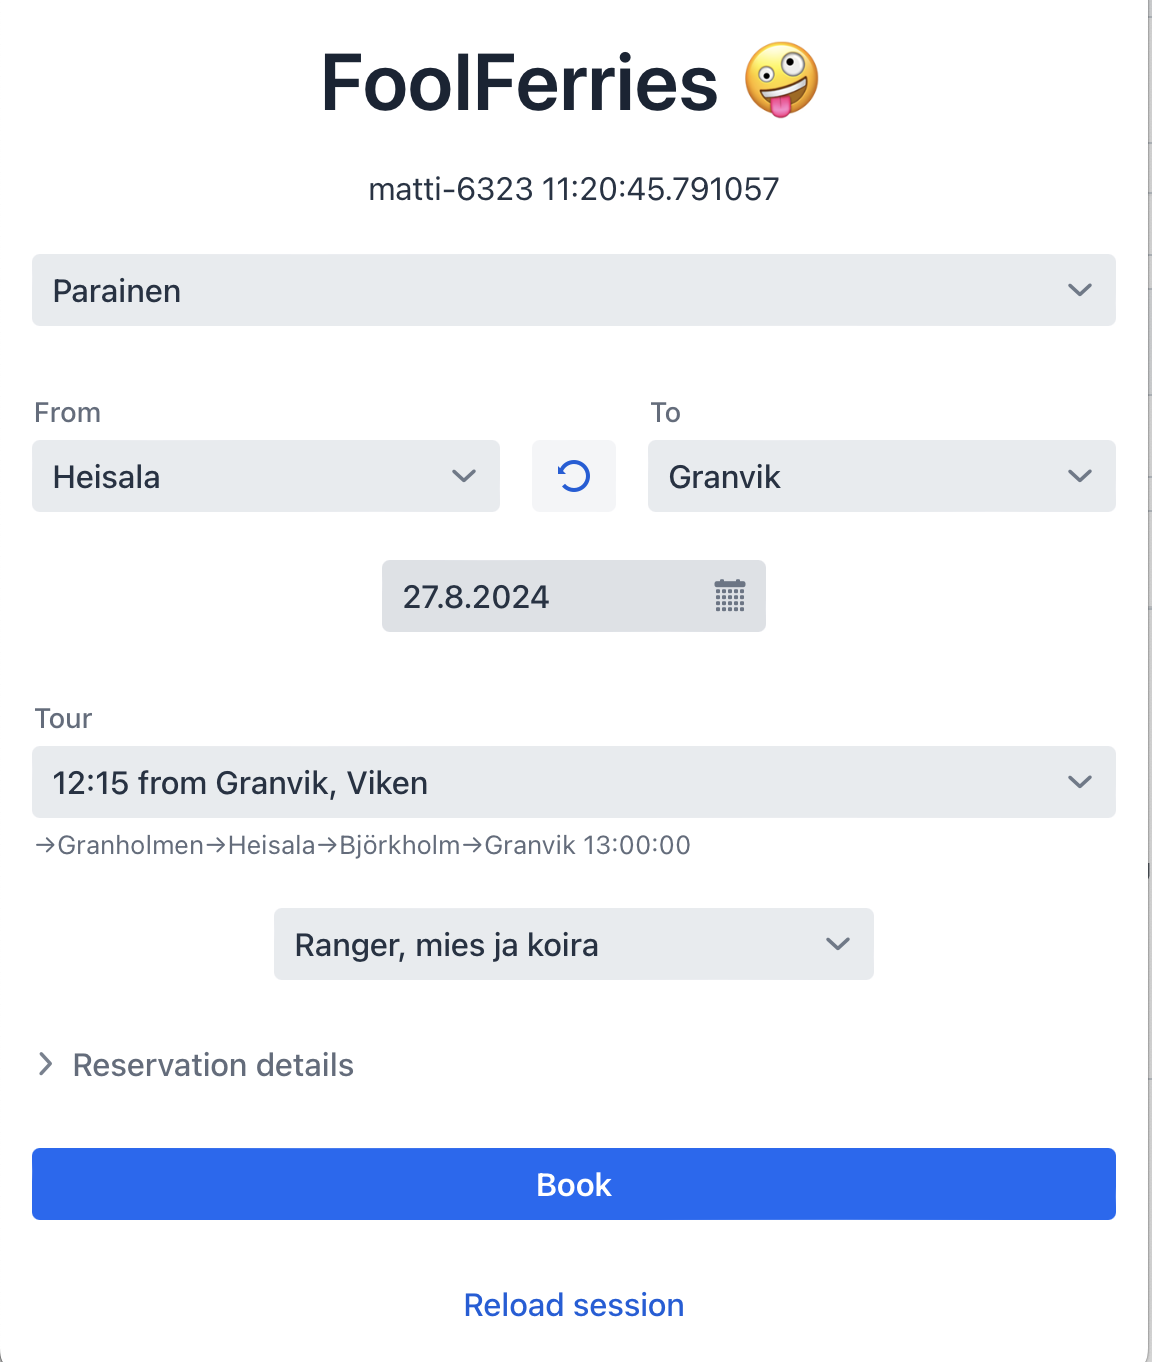 FoolFerries 🤪
matti-6323 11:20:45.791057
Parainen
From
To
Heisala
Granvik
27.8.2024
Tour
12:15 from Granvik, Viken
→Granholmen→Heisala→Björkholm→Granvik 13:00:00
Ranger, mies ja koira
Reservation details
Book
Reload session